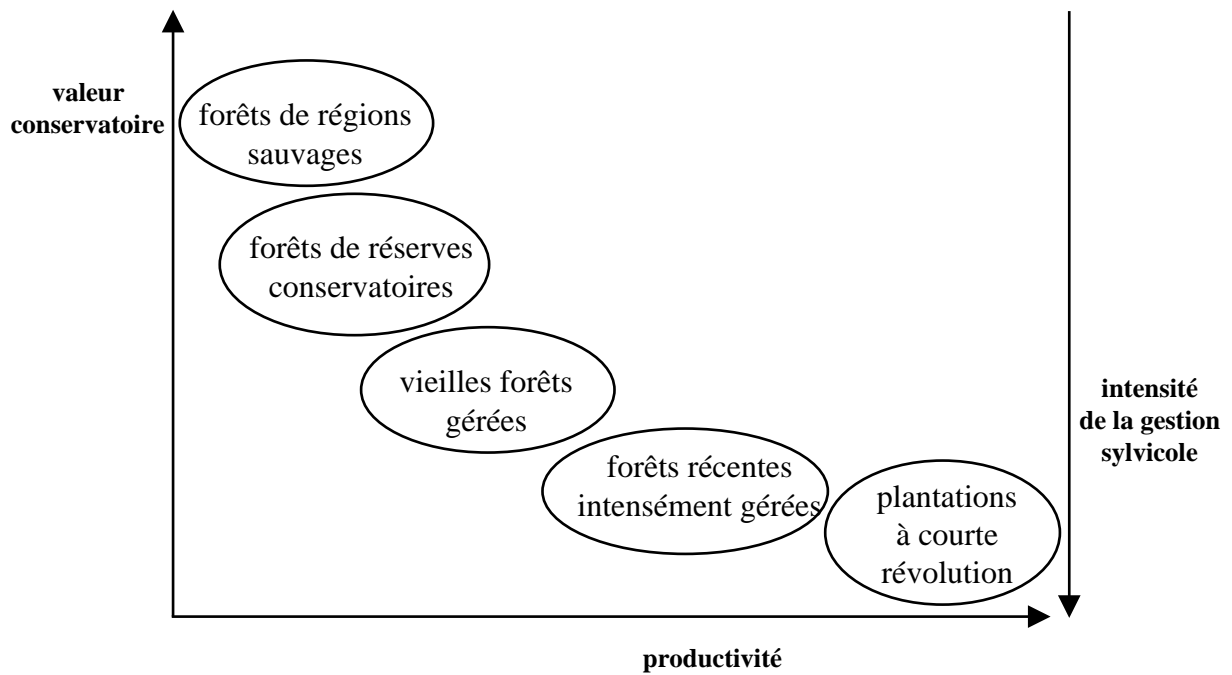 valeur
conservatoire
forêts de régions
sauvages
forêts de réserves
conservatoires
vieilles forêts
gérées
forêts récentes
intensément gérées
plantations
à courte
révolution
intensité
de la gestion
sylvicole
productivité